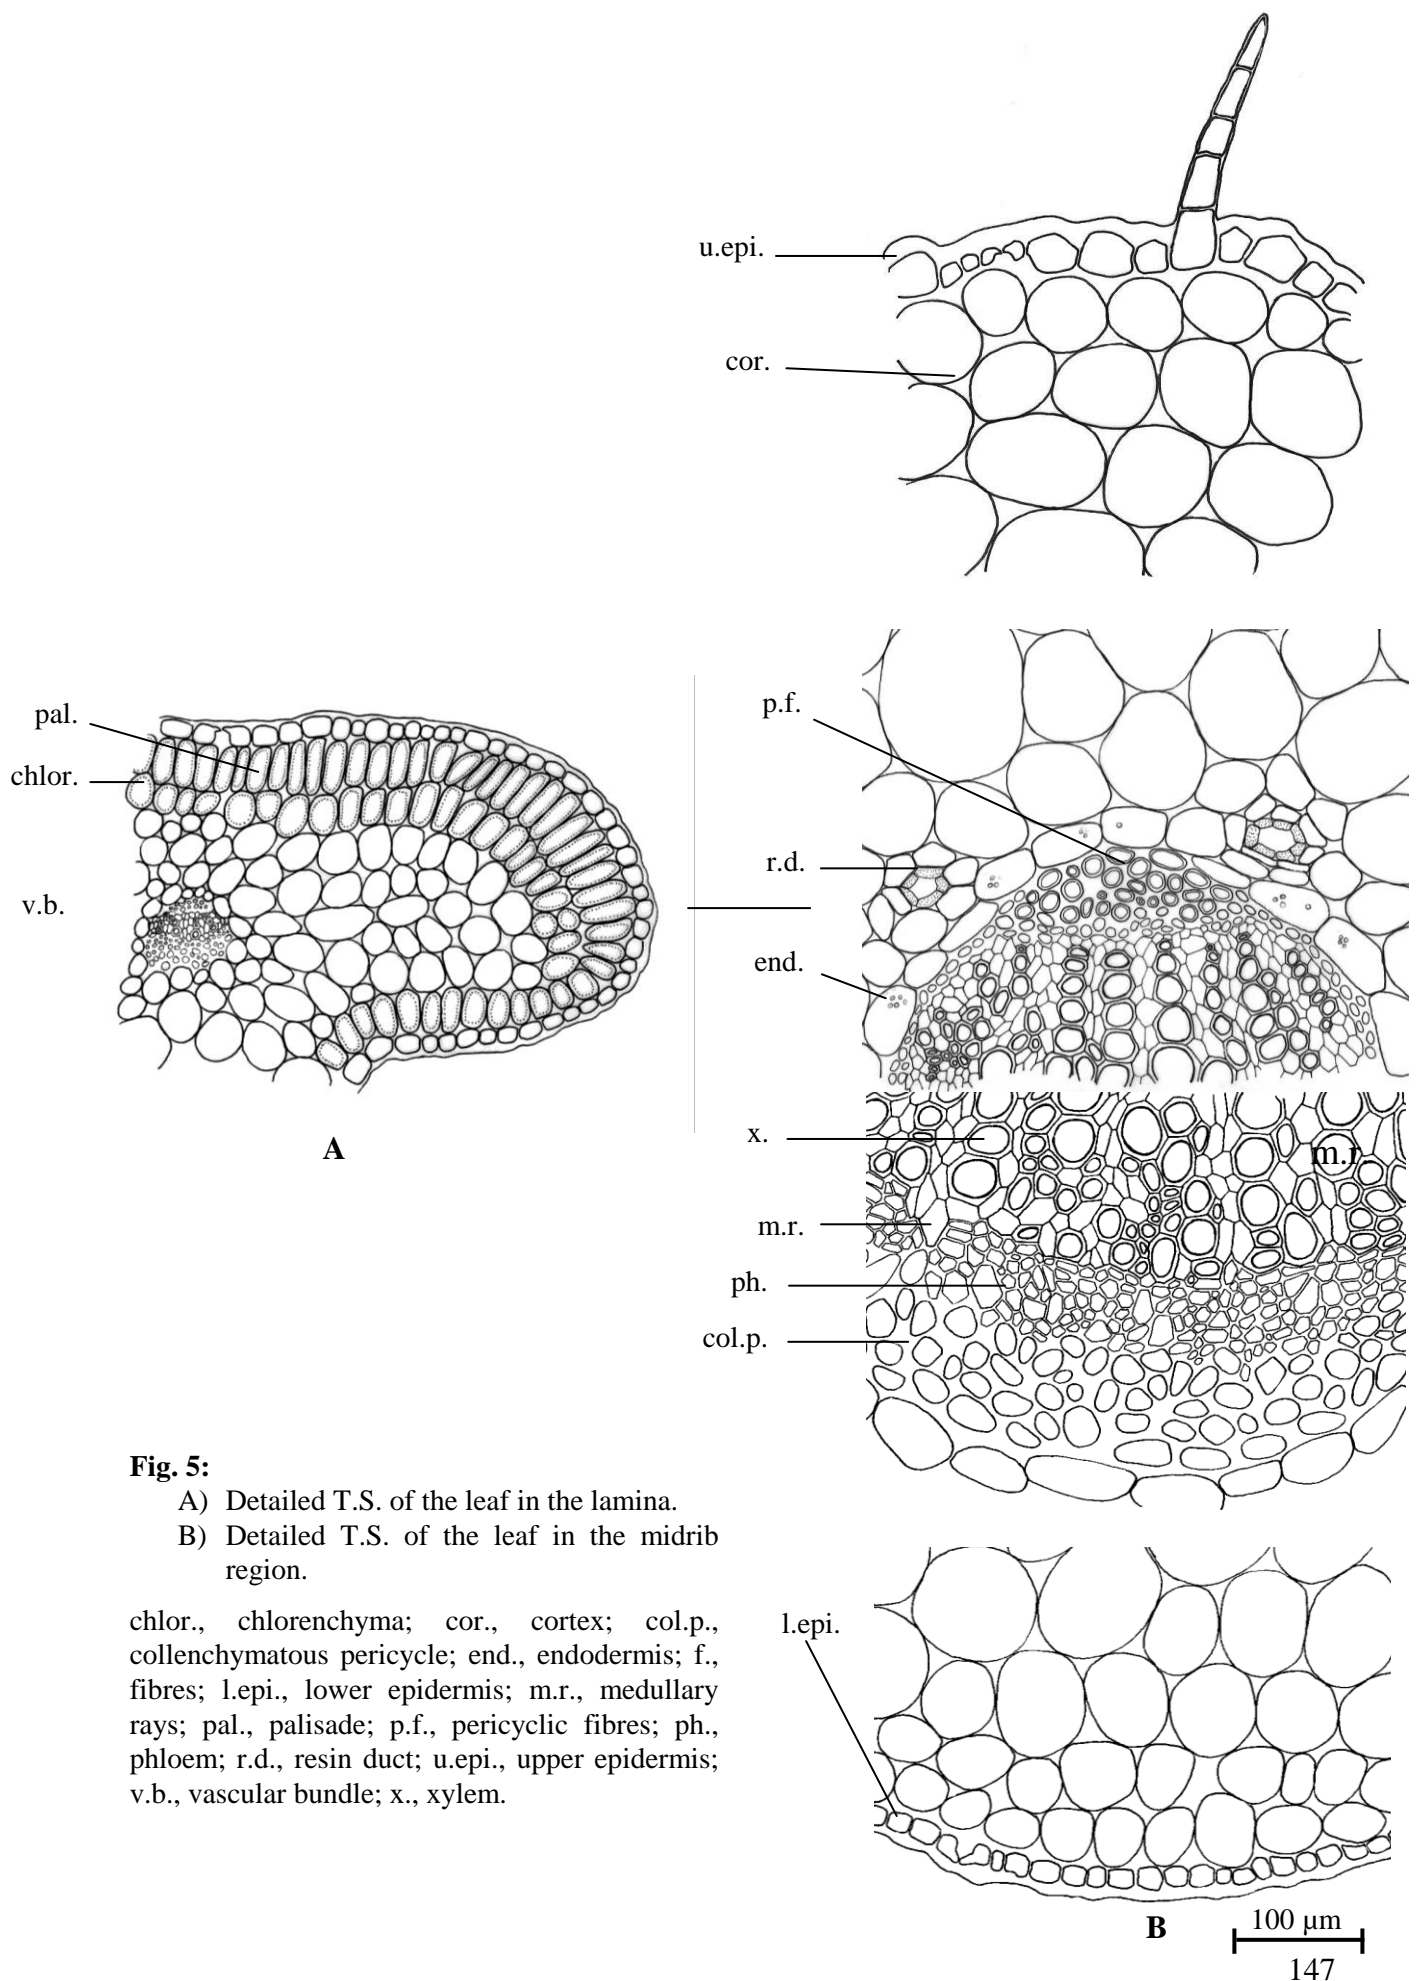 u.epi.
cor.
pal.
chlor.
v.b.
A
p.f.
r.d.
end.
x.
m.r.
m.r.
ph.
col.p.
Fig. 5:
A) Detailed T.S. of the leaf in the lamina.
B) Detailed T.S. of the leaf in the midrib
region.
chlor., chlorenchyma; cor., cortex; col.p.,
collenchymatous pericycle; end., endodermis; f.,
fibres; l.epi., lower epidermis; m.r., medullary
rays; pal., palisade; p.f., pericyclic fibres; ph.,
phloem; r.d., resin duct; u.epi., upper epidermis;
v.b., vascular bundle; x., xylem.
l.epi.
B
100 µm
147